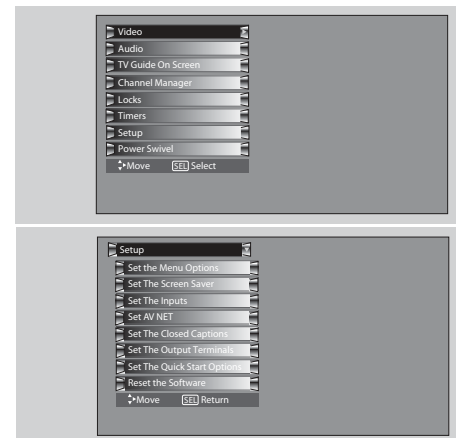 Video
Audio
TV Guide On Screen
Channel Manager
Locks
Timers
Setup
Power Swivel
Move SEL Select
Setup
Set the Menu Options
Set The Screen Saver
Set The Inputs
Set AV NET
Set The Closed Captions
Set The Output Terminals
Set The Quick Start Options
Reset the Software
Move SEL Return